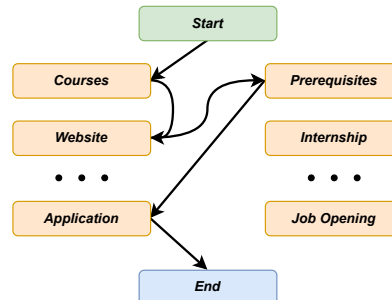 Start
Courses
Prerequisites
Website
Internship
• • •
• • •
Application
Job Opening
End